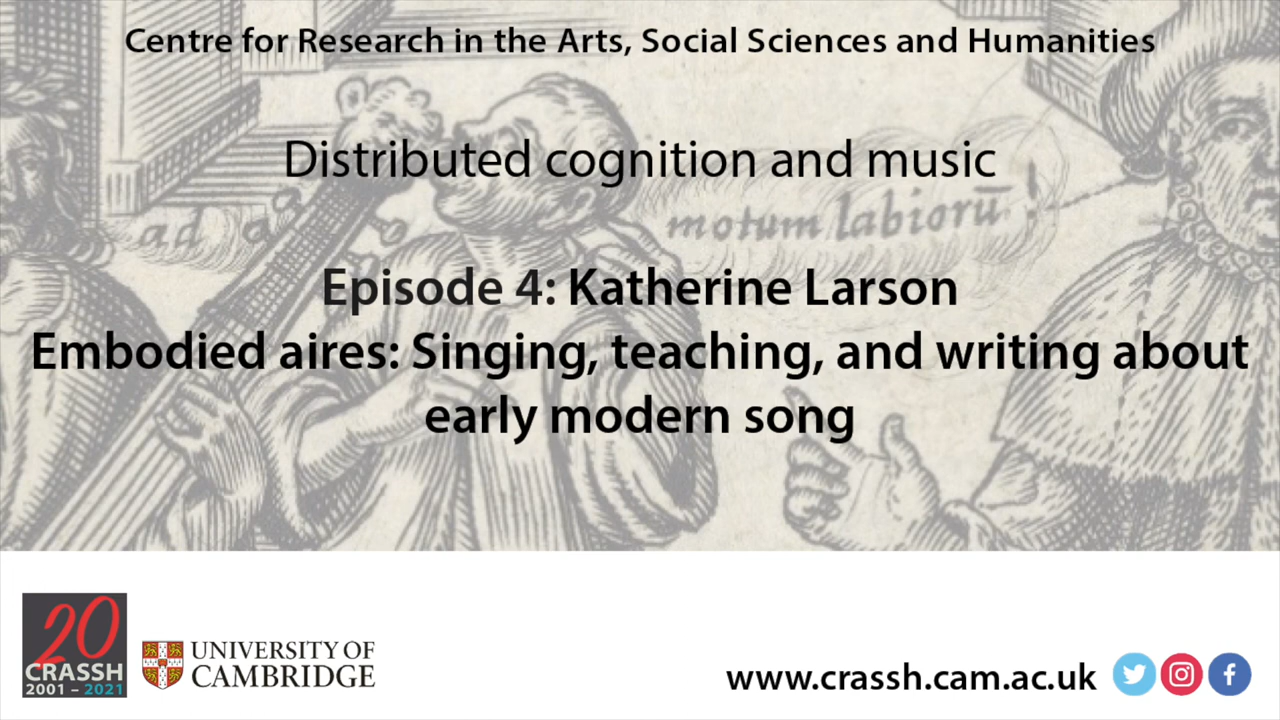 Centre for Research in the Arts, Social Sciences and Humanities
Distributed cognition and music
ad
motum labiorū
Episode 4: Katherine Larson
Embodied aires: Singing, teaching, and writing about
early modern song
20
CRASSH
2001 – 2021
UNIVERSITY OF
CAMBRIDGE
www.crassh.cam.ac.uk